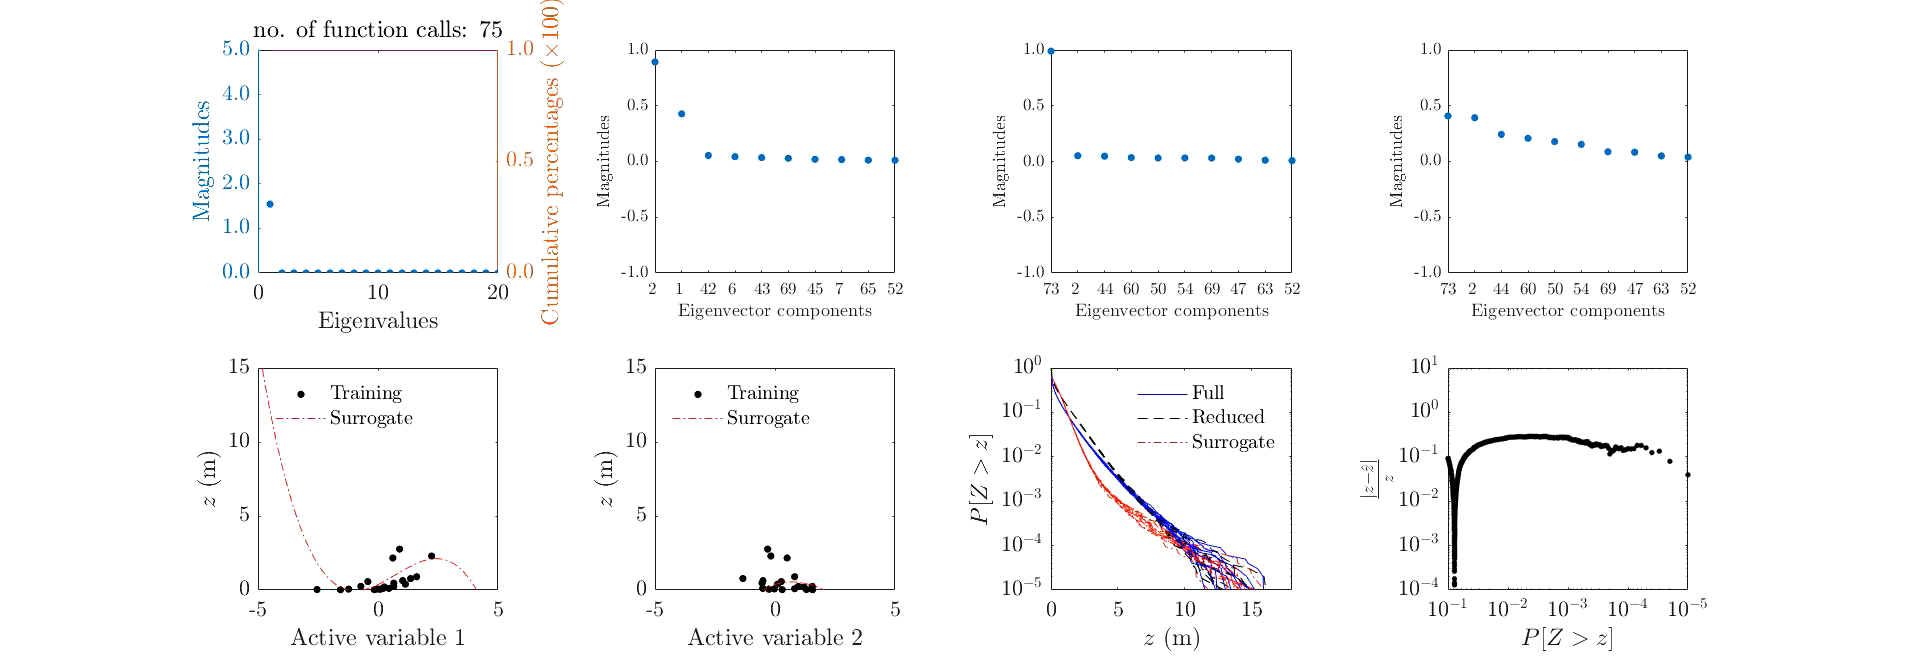 no. of function calls: 75
5.0
4.0
3.0
2.0
1.0
0.0
Magnitudes
0 10 20
Eigenvalues
1.0
0.5
0.0
Cumulative percentages (×100)
1.0
0.5
0.0
-0.5
-1.0
Magnitudes
2 1 42 6 43 69 45 7 65 52
Eigenvector components
1.0
0.5
0.0
-0.5
-1.0
Magnitudes
73 2 44 60 50 54 69 47 63 52
Eigenvector components
1.0
0.5
0.0
-0.5
-1.0
Magnitudes
73 2 44 60 50 54 69 47 63 52
Eigenvector components
15
10
5
0
z (m)
Training
Surrogate
-5 0 5
Active variable 1
15
10
5
0
z (m)
Training
Surrogate
-5 0 5
Active variable 2
10^0
10^-1
10^-2
10^-3
10^-4
10^-5
P[Z > z]
Full
Reduced
Surrogate
0 5 10 15
z (m)
10^1
10^0
10^-1
10^-2
10^-3
10^-4
|z−ẑ|
z
10^-1 10^-2 10^-3 10^-4 10^-5
P[Z > z]